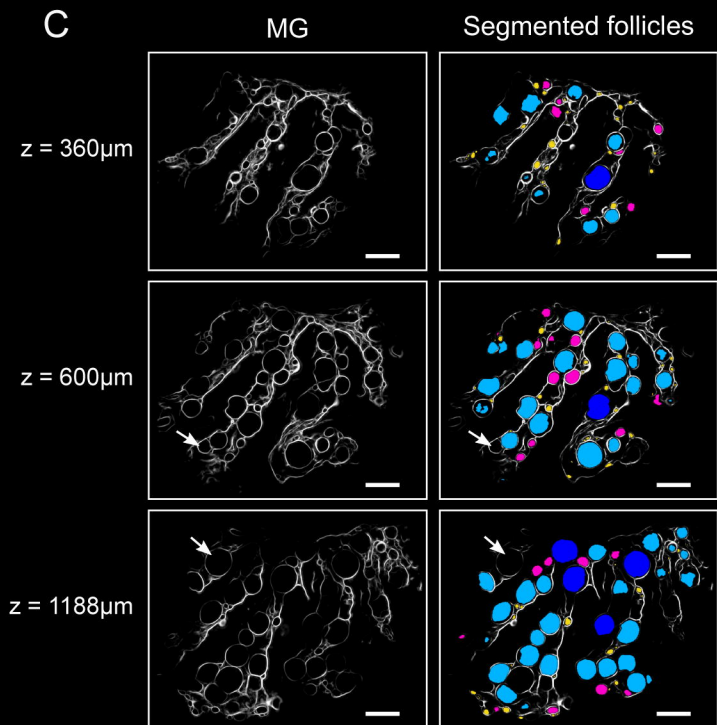 C
MG
Segmented follicles
z = 360µm
z = 600µm
z = 1188µm